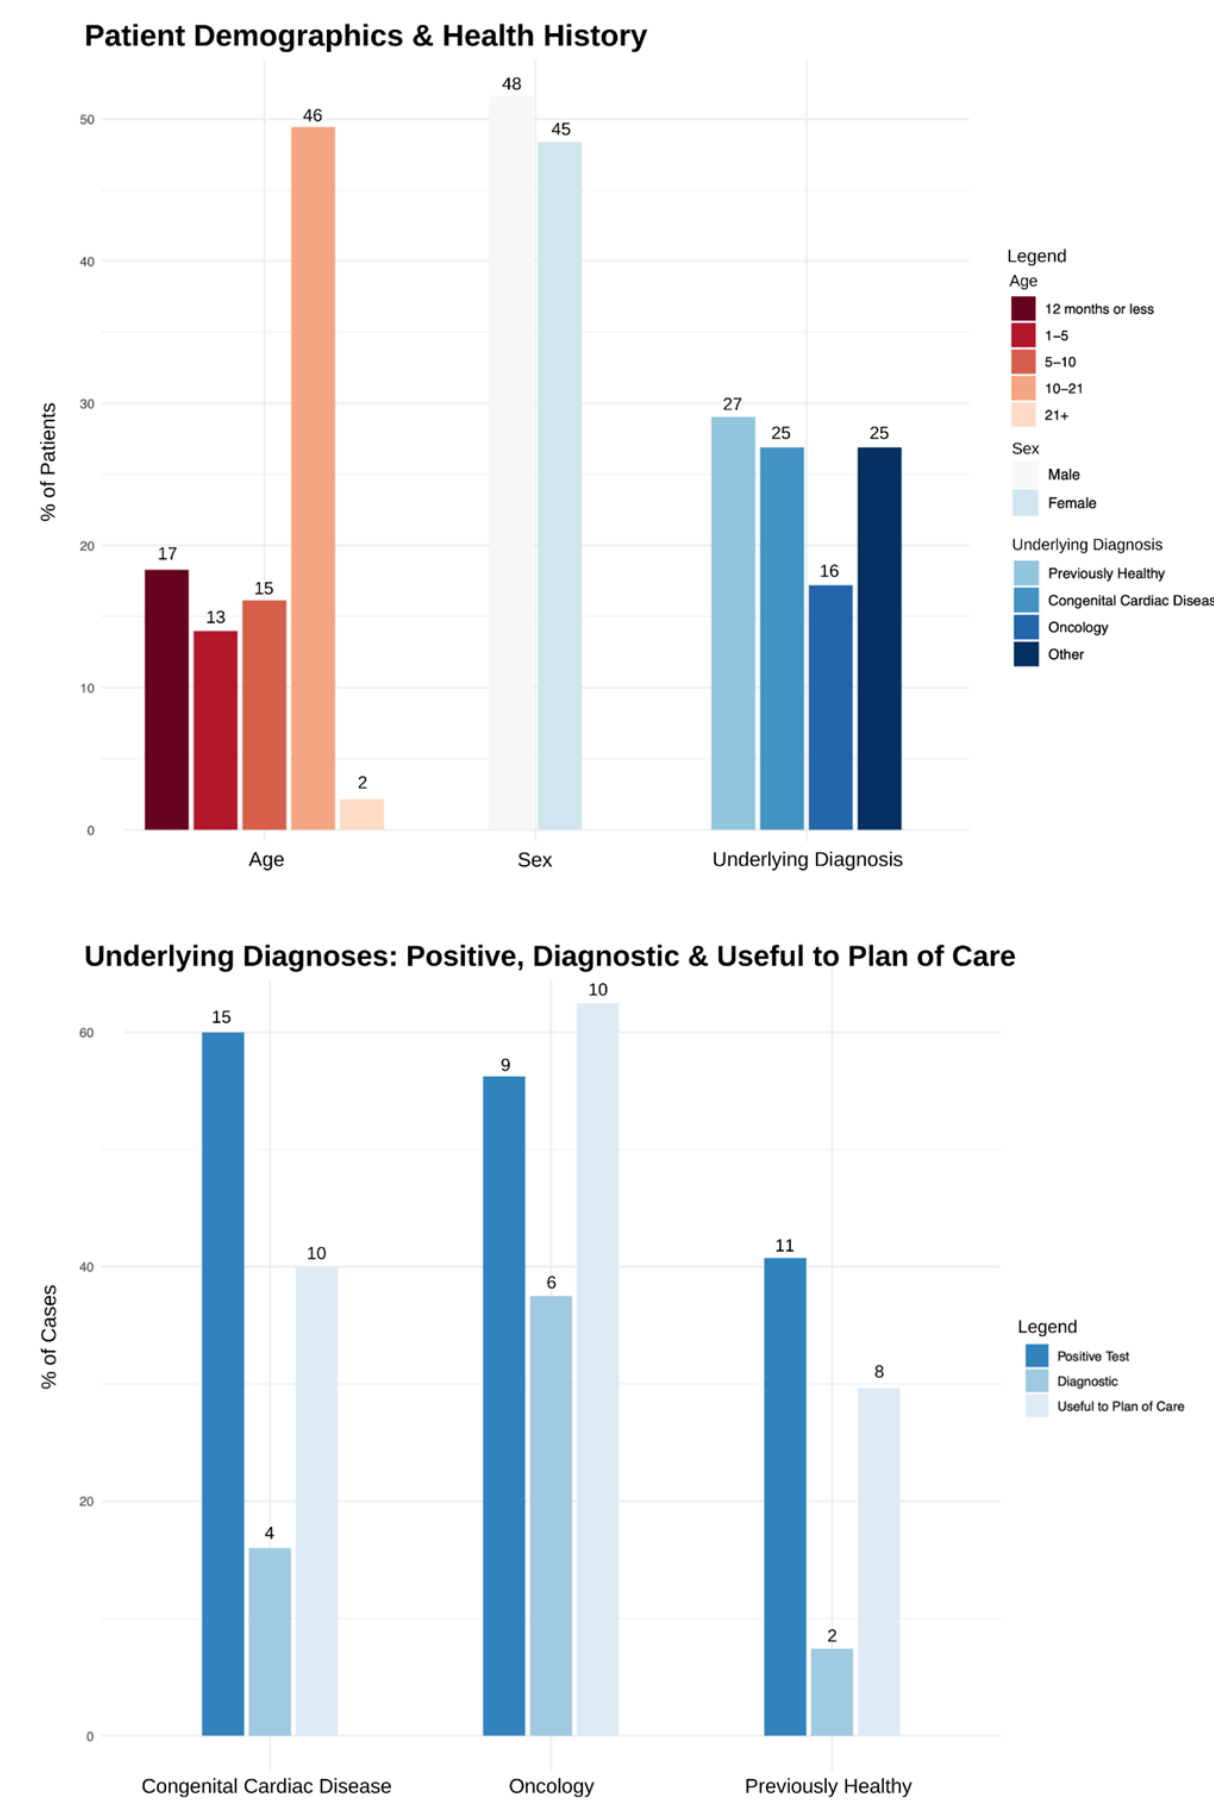 Patient Demographics & Health History
48
46
45
50
40
Legend
Age
12 months or less
1–5
5–10
10–21
21+
Sex
Male
Female
Underlying Diagnosis
Previously Healthy
Congenital Cardiac Diseas
Oncology
Other
% of Patients
30
27
25
25
20
17
16
15
13
10
2
0
Age
Sex
Underlying Diagnosis
Underlying Diagnoses: Positive, Diagnostic & Useful to Plan of Care
10
15
60
9
% of Cases
40
10
11
6
8
Legend
Positive Test
Diagnostic
Useful to Plan of Care
20
4
2
0
Congenital Cardiac Disease
Oncology
Previously Healthy